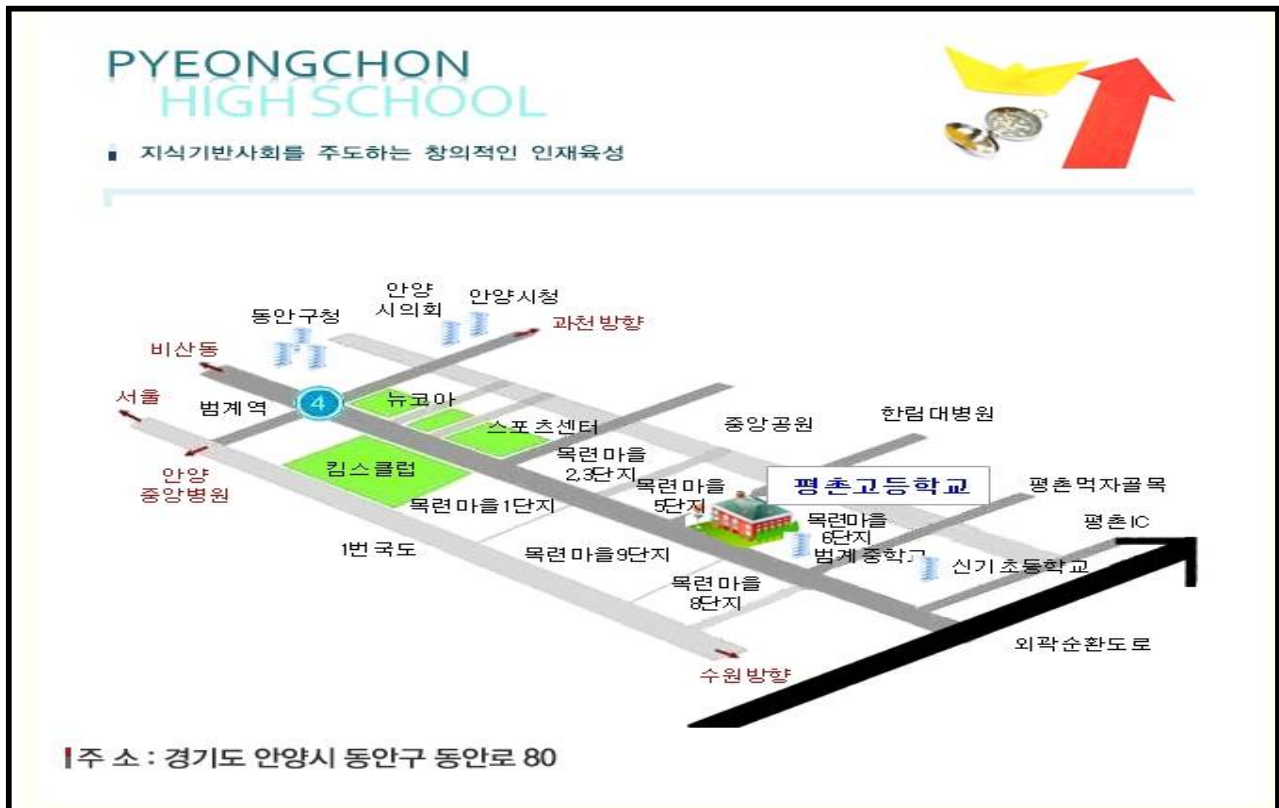 PYEONGCHON
HIGH SCHOOL
지식기반사회를 주도하는 창의적인 인재육성
안양
시의회
안양시청
동안구청
과천방향
비산동
서울
범계역
4
뉴코아
스포츠센터
중앙공원
한림대병원
안양
중앙병원
킴스클럽
목련마을
2,3단지
목련마을
5단지
평촌고등학교
평촌먹자골목
목련마을1단지
목련마을
6단지
평촌IC
1번국도
목련마을9단지
범계중학교
신기초등학교
목련마을
8단지
외곽순환도로
수원방향
주 소 : 경기도 안양시 동안구 동안로 80